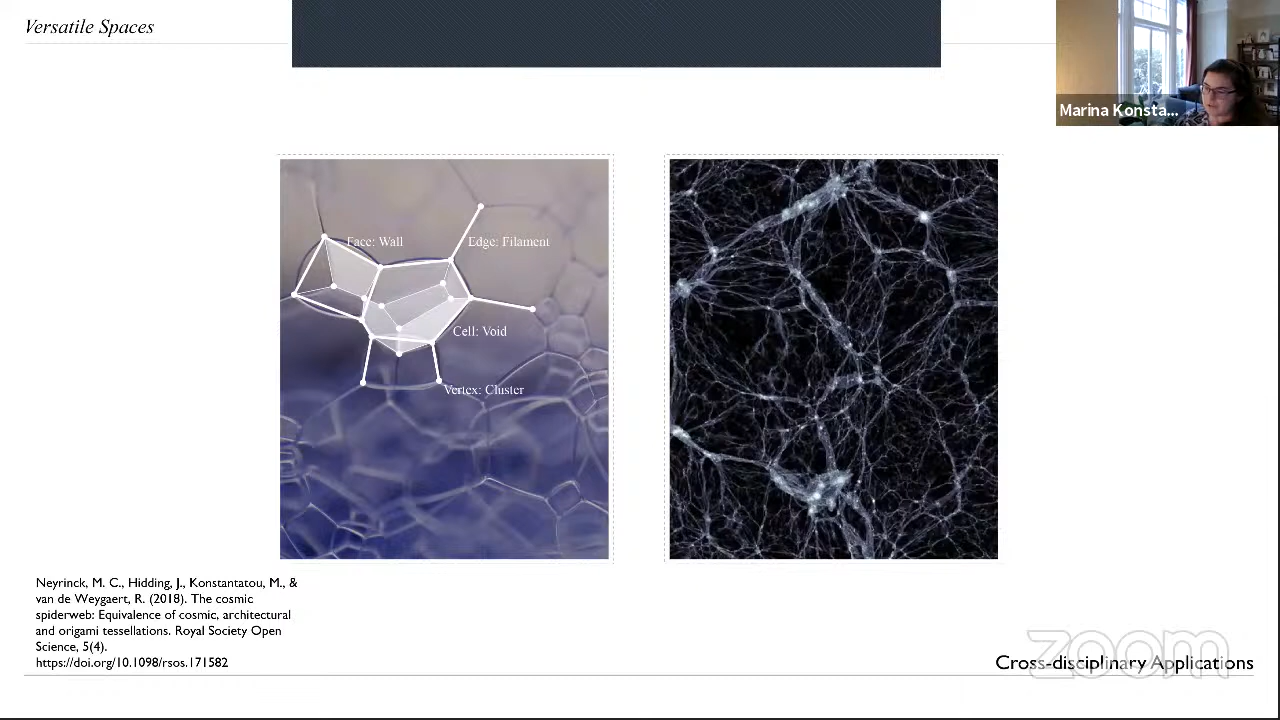 Versatile Spaces
Marina Konsta...
Face: Wall
Edge: Filament
Cell: Void
Vertex: Cluster
Neyrinck, M. C., Hidding, J., Konstantatou, M., &
van de Weygaert, R. (2018). The cosmic
spiderweb: Equivalence of cosmic, architectural
and origami tessellations. Royal Society Open
Science, 5(4).
https://doi.org/10.1098/rsos.171582
zoom
Cross-disciplinary Applications